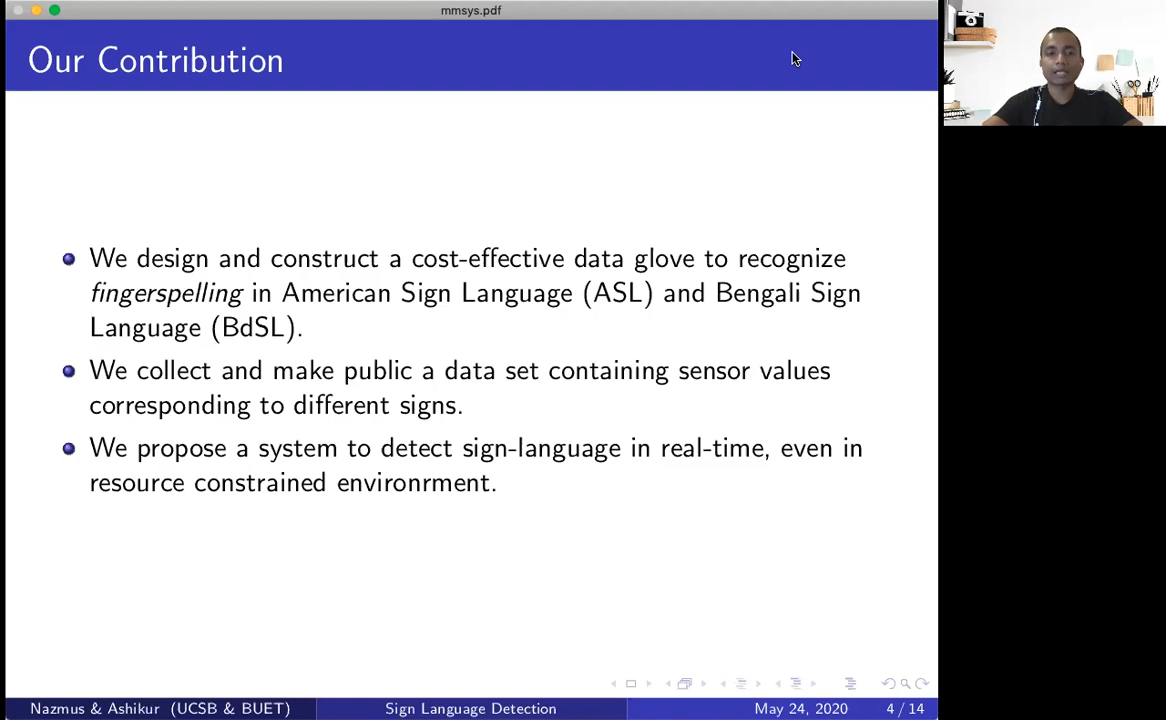 mmsys.pdf
Our Contribution
We design and construct a cost-effective data glove to recognize
fingerspelling in American Sign Language (ASL) and Bengali Sign
Language (BdSL).
We collect and make public a data set containing sensor values
corresponding to different signs.
We propose a system to detect sign-language in real-time, even in
resource constrained environrment.
Nazmus & Ashikur (UCSB & BUET) Sign Language Detection May 24, 2020 4 / 14